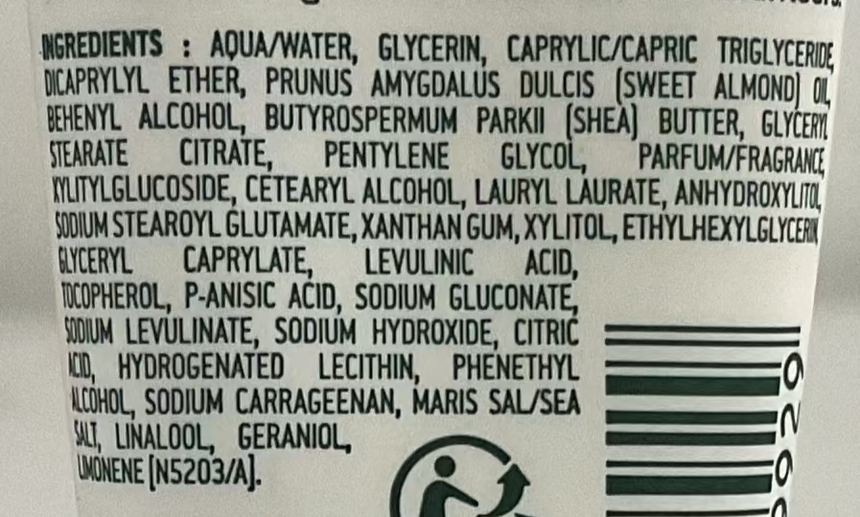 INGREDIENTS : AQUA/WATER, GLYCERIN, CAPRYLIC/CAPRIC TRIGLYCERIDE,
DICAPRYLYL ETHER, PRUNUS AMYGDALUS DULCIS (SWEET ALMOND) OIL,
BEHENYL ALCOHOL, BUTYROSPERMUM PARKII (SHEA) BUTTER, GLYCERYL
STEARATE CITRATE, PENTYLENE GLYCOL, PARFUM/FRAGRANCE,
XYLITYLGLUCOSIDE, CETEARYL ALCOHOL, LAURYL LAURATE, ANHYDROXYLITOL,
SODIUM STEAROYL GLUTAMATE, XANTHAN GUM, XYLITOL, ETHYLHEXYLGLYCERIN,
GLYCERYL CAPRYLATE, LEVULINIC ACID,
TOCOPHEROL, P-ANISIC ACID, SODIUM GLUCONATE,
SODIUM LEVULINATE, SODIUM HYDROXIDE, CITRIC
ACID, HYDROGENATED LECITHIN, PHENETHYL
ALCOHOL, SODIUM CARRAGEENAN, MARIS SAL/SEA
SALT, LINALOOL, GERANIOL,
LIMONENE [N5203/A].